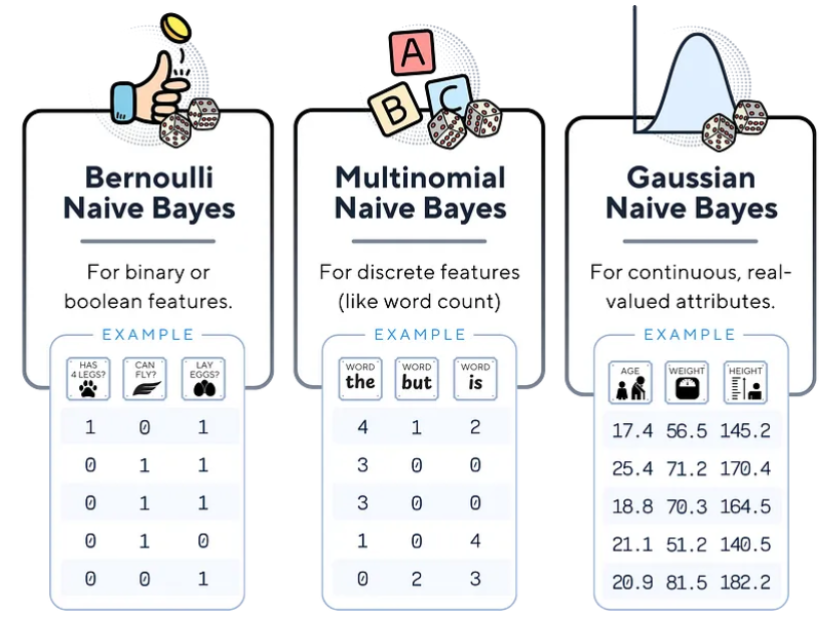 A
B
C
Bernoulli
Naive Bayes
For binary or
boolean features.
EXAMPLE
HAS
4 LEGS?
CAN
FLY?
LAY
EGGS?
1 0 1
0 1 1
0 1 1
0 1 0
0 0 1
Multinomial
Naive Bayes
For discrete features
(like word count)
EXAMPLE
WORD
the
WORD
but
WORD
is
4 1 2
3 0 0
3 0 0
1 0 4
0 2 3
Gaussian
Naive Bayes
For continuous, real-
valued attributes.
EXAMPLE
AGE
WEIGHT
HEIGHT
17.4 56.5 145.2
25.4 71.2 170.4
18.8 70.3 164.5
21.1 51.2 140.5
20.9 81.5 182.2